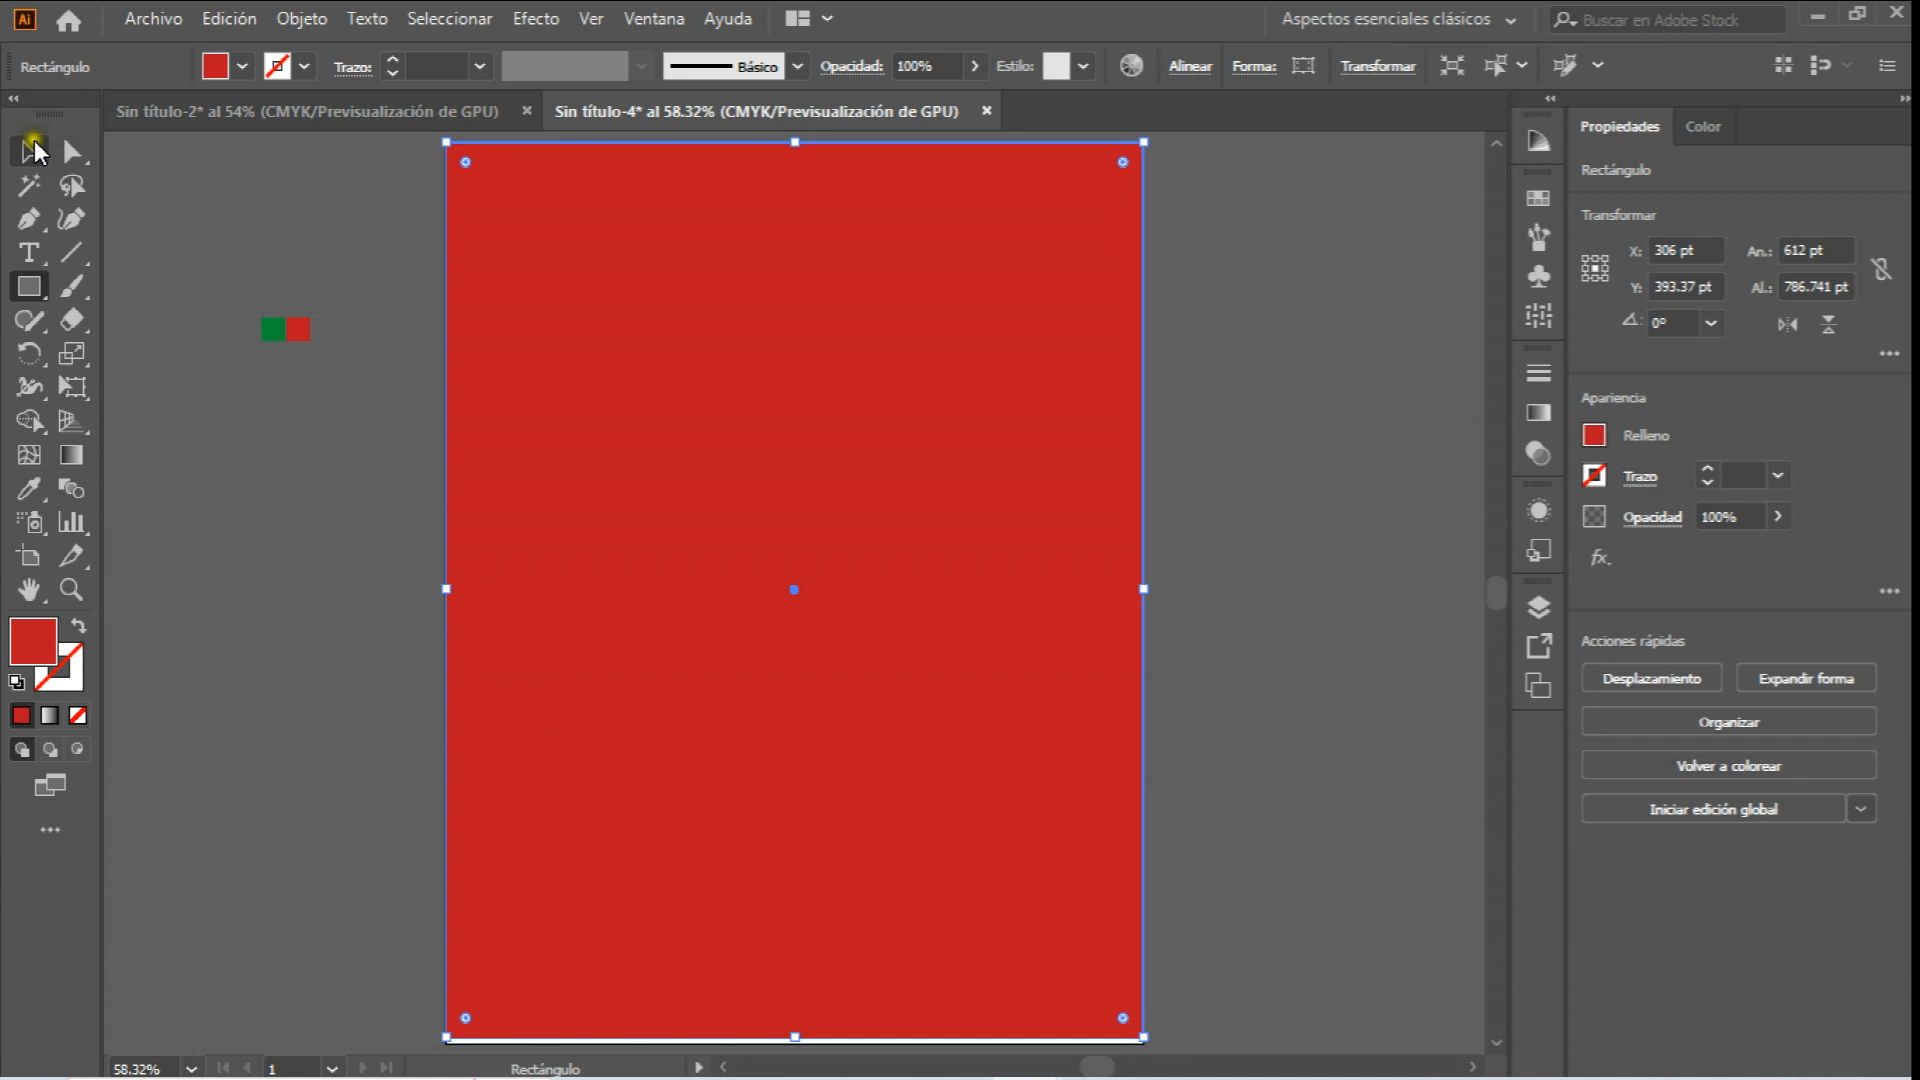 Ai Archivo Edición Objeto Texto Seleccionar Efecto Ver Ventana Ayuda Aspectos esenciales clásicos Buscar en Adobe Stock
Rectángulo Trazo: Básico Opacidad: 100% Estilo: Alinear Forma: Transformar
Sin título-2* al 54% (CMYK/Previsualización de GPU) Sin título-4* al 58.32% (CMYK/Previsualización de GPU)
Propiedades Color
Rectángulo
Transformar
X: 306 pt An.: 612 pt
Y: 393.37 pt Al.: 786.741 pt
0°
Apariencia
Relleno
Trazo
Opacidad 100%
fx.
Acciones rápidas
Desplazamiento Expandir forma
Organizar
Volver a colorear
Iniciar edición global
58.32% 1 Rectángulo